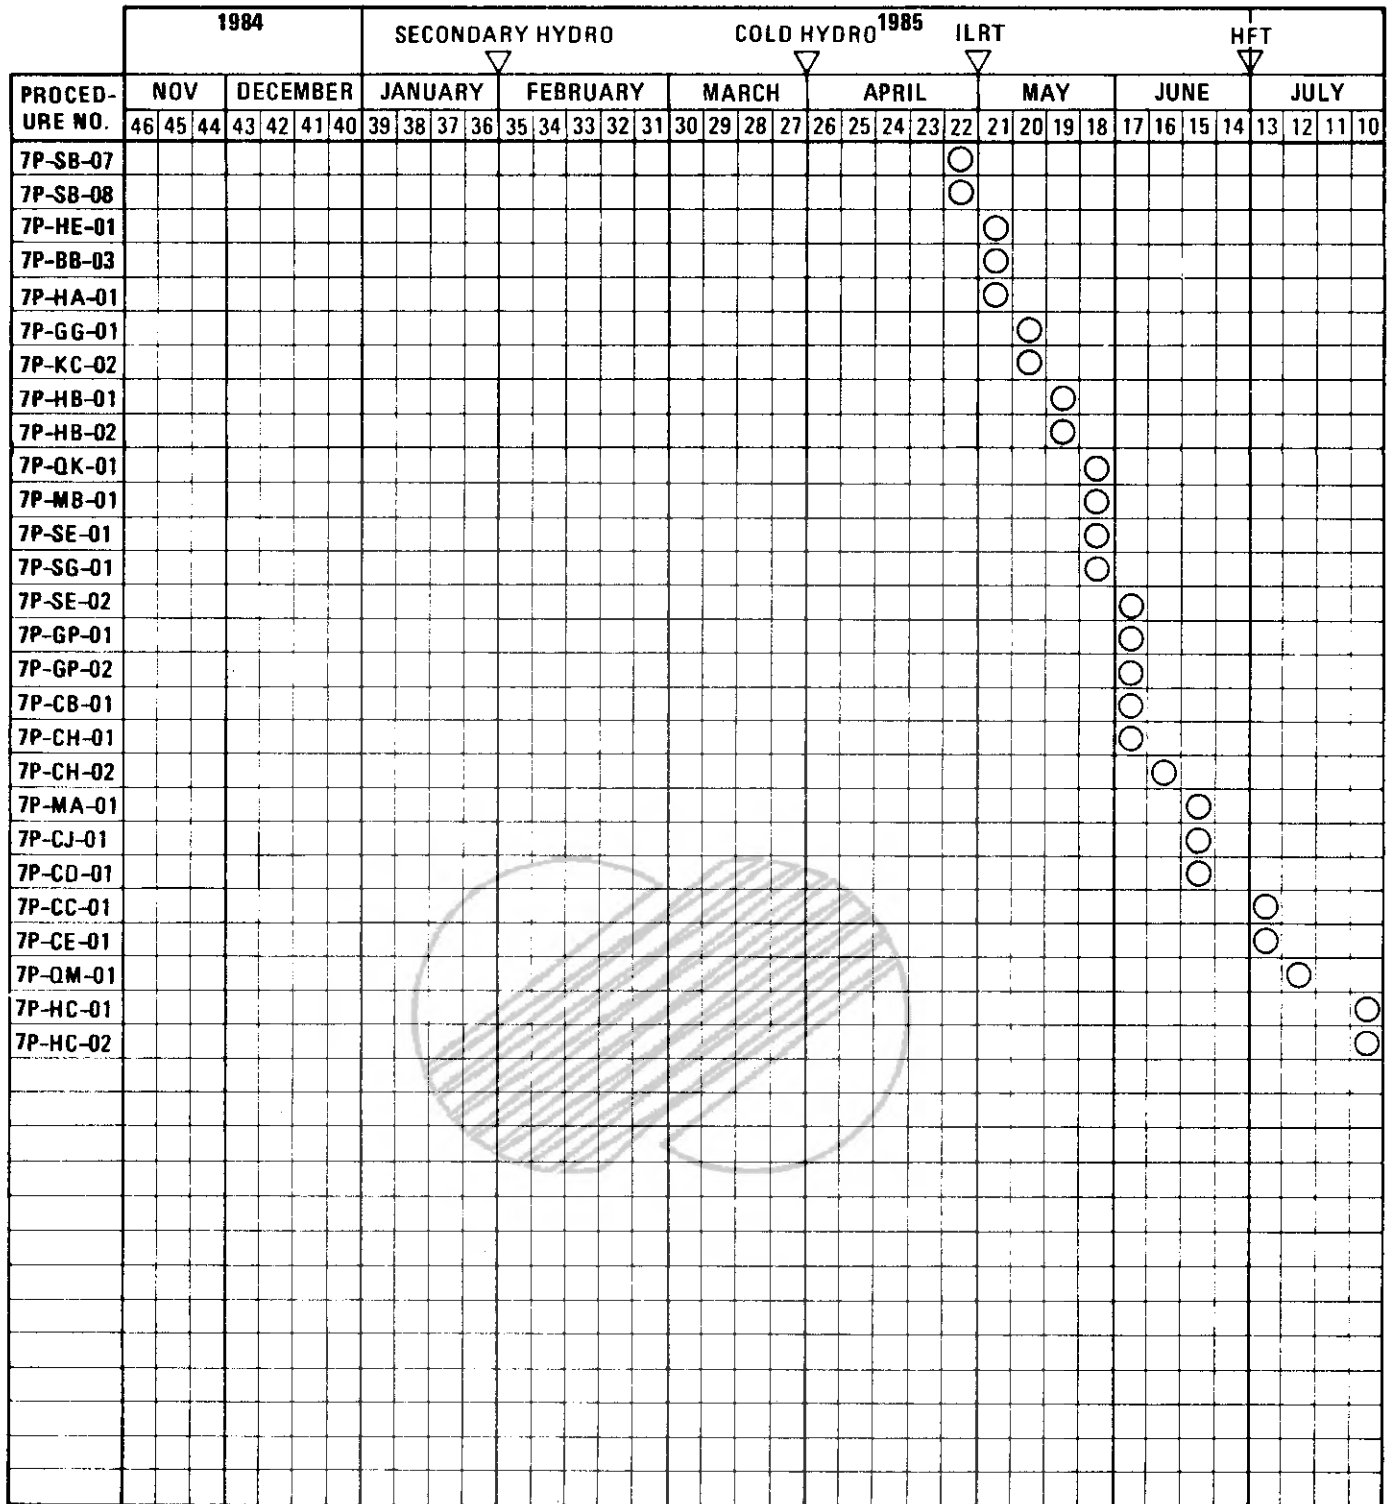 1984 1985
SECONDARY HYDRO COLD HYDRO ILRT HFT
PROCED-
URE NO.
NOV DECEMBER JANUARY FEBRUARY MARCH APRIL MAY JUNE JULY
46 45 44 43 42 41 40 39 38 37 36 35 34 33 32 31 30 29 28 27 26 25 24 23 22 21 20 19 18 17 16 15 14 13 12 11 10
7P-SB-07
7P-SB-08
7P-HE-01
7P-BB-03
7P-HA-01
7P-GG-01
7P-KC-02
7P-HB-01
7P-HB-02
7P-QK-01
7P-MB-01
7P-SE-01
7P-SG-01
7P-SE-02
7P-GP-01
7P-GP-02
7P-CB-01
7P-CH-01
7P-CH-02
7P-MA-01
7P-CJ-01
7P-CD-01
7P-CC-01
7P-CE-01
7P-QM-01
7P-HC-01
7P-HC-02